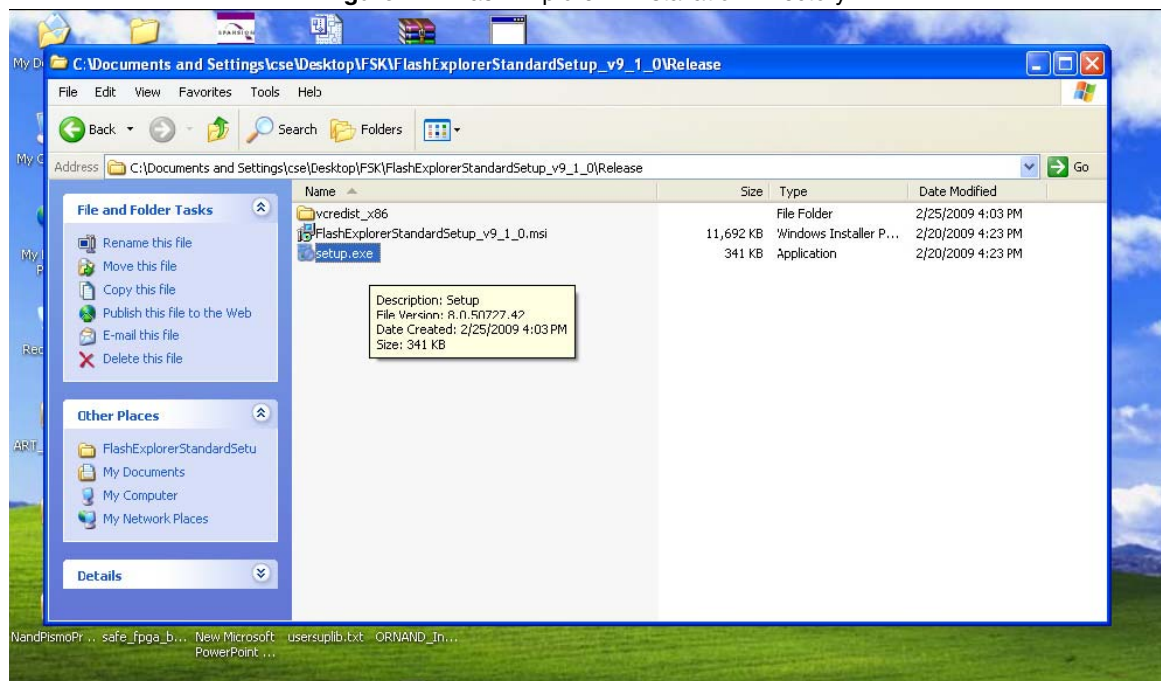 SPANSION
My D
C:\Documents and Settings\cse\Desktop\FSK\FlashExplorerStandardSetup_v9_1_0\Release
File Edit View Favorites Tools Help
Back Search Folders
Address C:\Documents and Settings\cse\Desktop\FSK\FlashExplorerStandardSetup_v9_1_0\Release Go
Name Size Type Date Modified
File and Folder Tasks
Rename this file
Move this file
Copy this file
Publish this file to the Web
E-mail this file
Delete this file
vcredist_x86 File Folder 2/25/2009 4:03 PM
FlashExplorerStandardSetup_v9_1_0.msi 11,692 KB Windows Installer P... 2/20/2009 4:23 PM
setup.exe 341 KB Application 2/20/2009 4:23 PM
Description: Setup
File Version: 8.0.50727.42
Date Created: 2/25/2009 4:03 PM
Size: 341 KB
Other Places
FlashExplorerStandardSetu
My Documents
My Computer
My Network Places
Details
Rec
ART_
NandPismoPr .. safe_fpga_b... New Microsoft PowerPoint ... usersuplib.txt ORNAND_In...